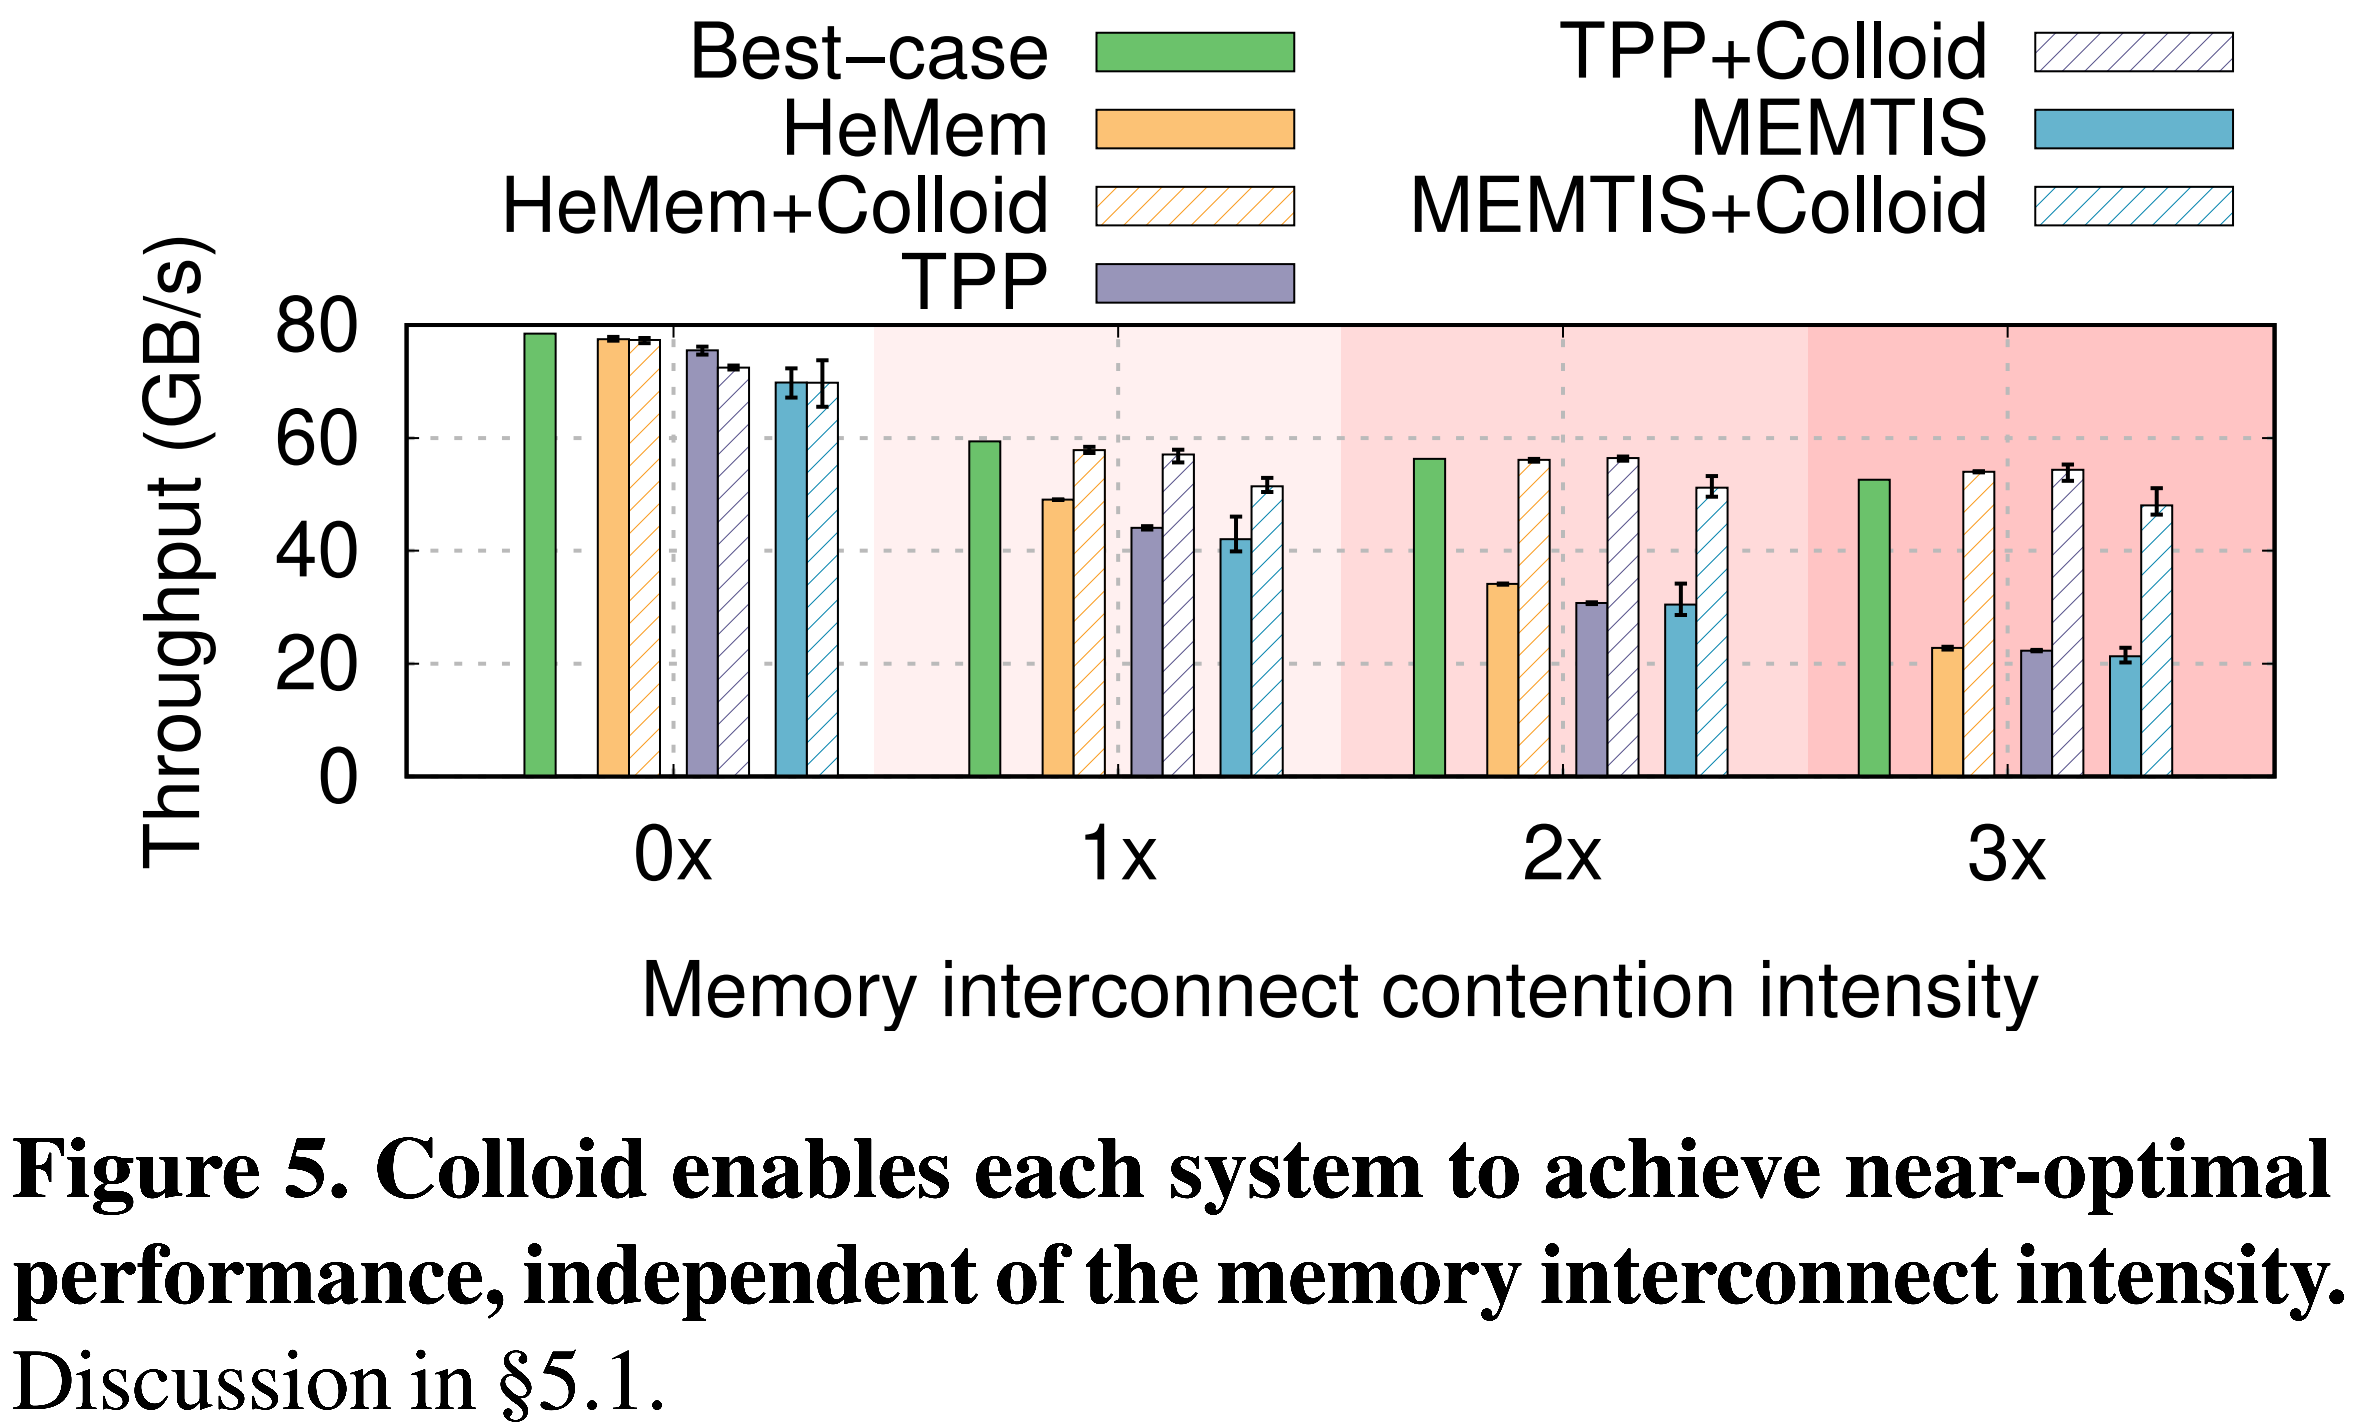 Best−case
HeMem
HeMem+Colloid
TPP
TPP+Colloid
MEMTIS
MEMTIS+Colloid
Throughput (GB/s)
80
60
40
20
0
0x 1x 2x 3x
Memory interconnect contention intensity
Figure 5. Colloid enables each system to achieve near-optimal
performance, independent of the memory interconnect intensity.
Discussion in §5.1.